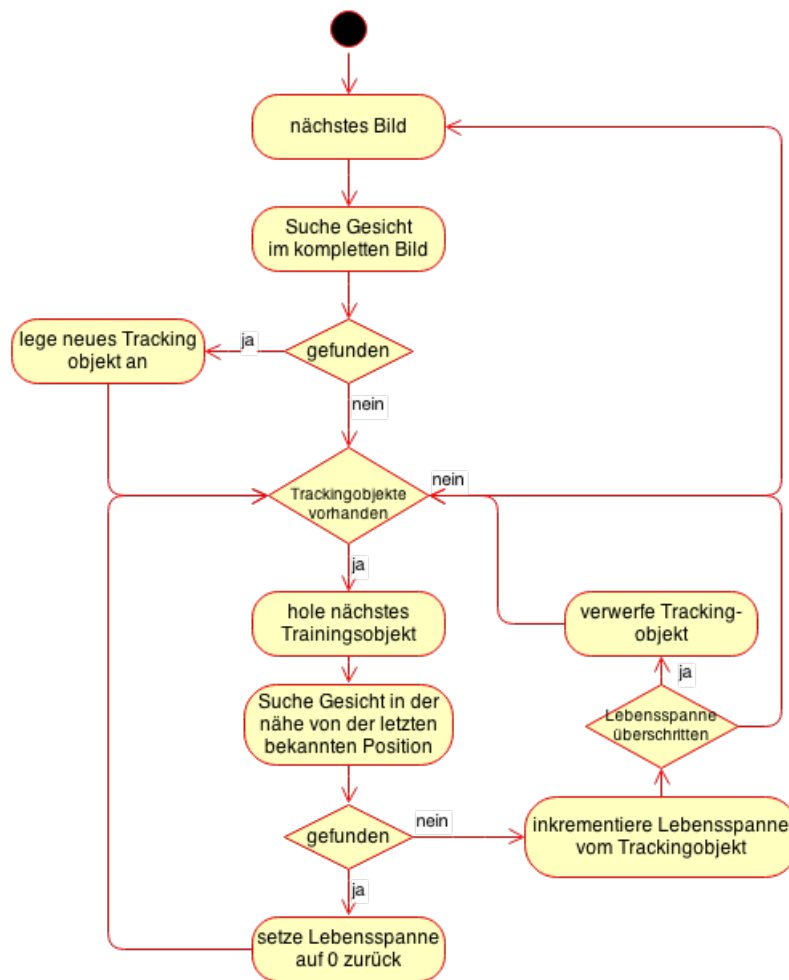 nächstes Bild
Suche Gesicht
im kompletten Bild
lege neues Tracking
objekt an
ja
gefunden
nein
Trackingobjekte
vorhanden
nein
ja
hole nächstes
Trainingsobjekt
verwerfe Tracking-
objekt
ja
Suche Gesicht in der
nähe von der letzten
bekannten Position
Lebensspanne
überschritten
gefunden
nein
inkrementiere Lebensspanne
vom Trackingobjekt
ja
setze Lebensspanne
auf 0 zurück